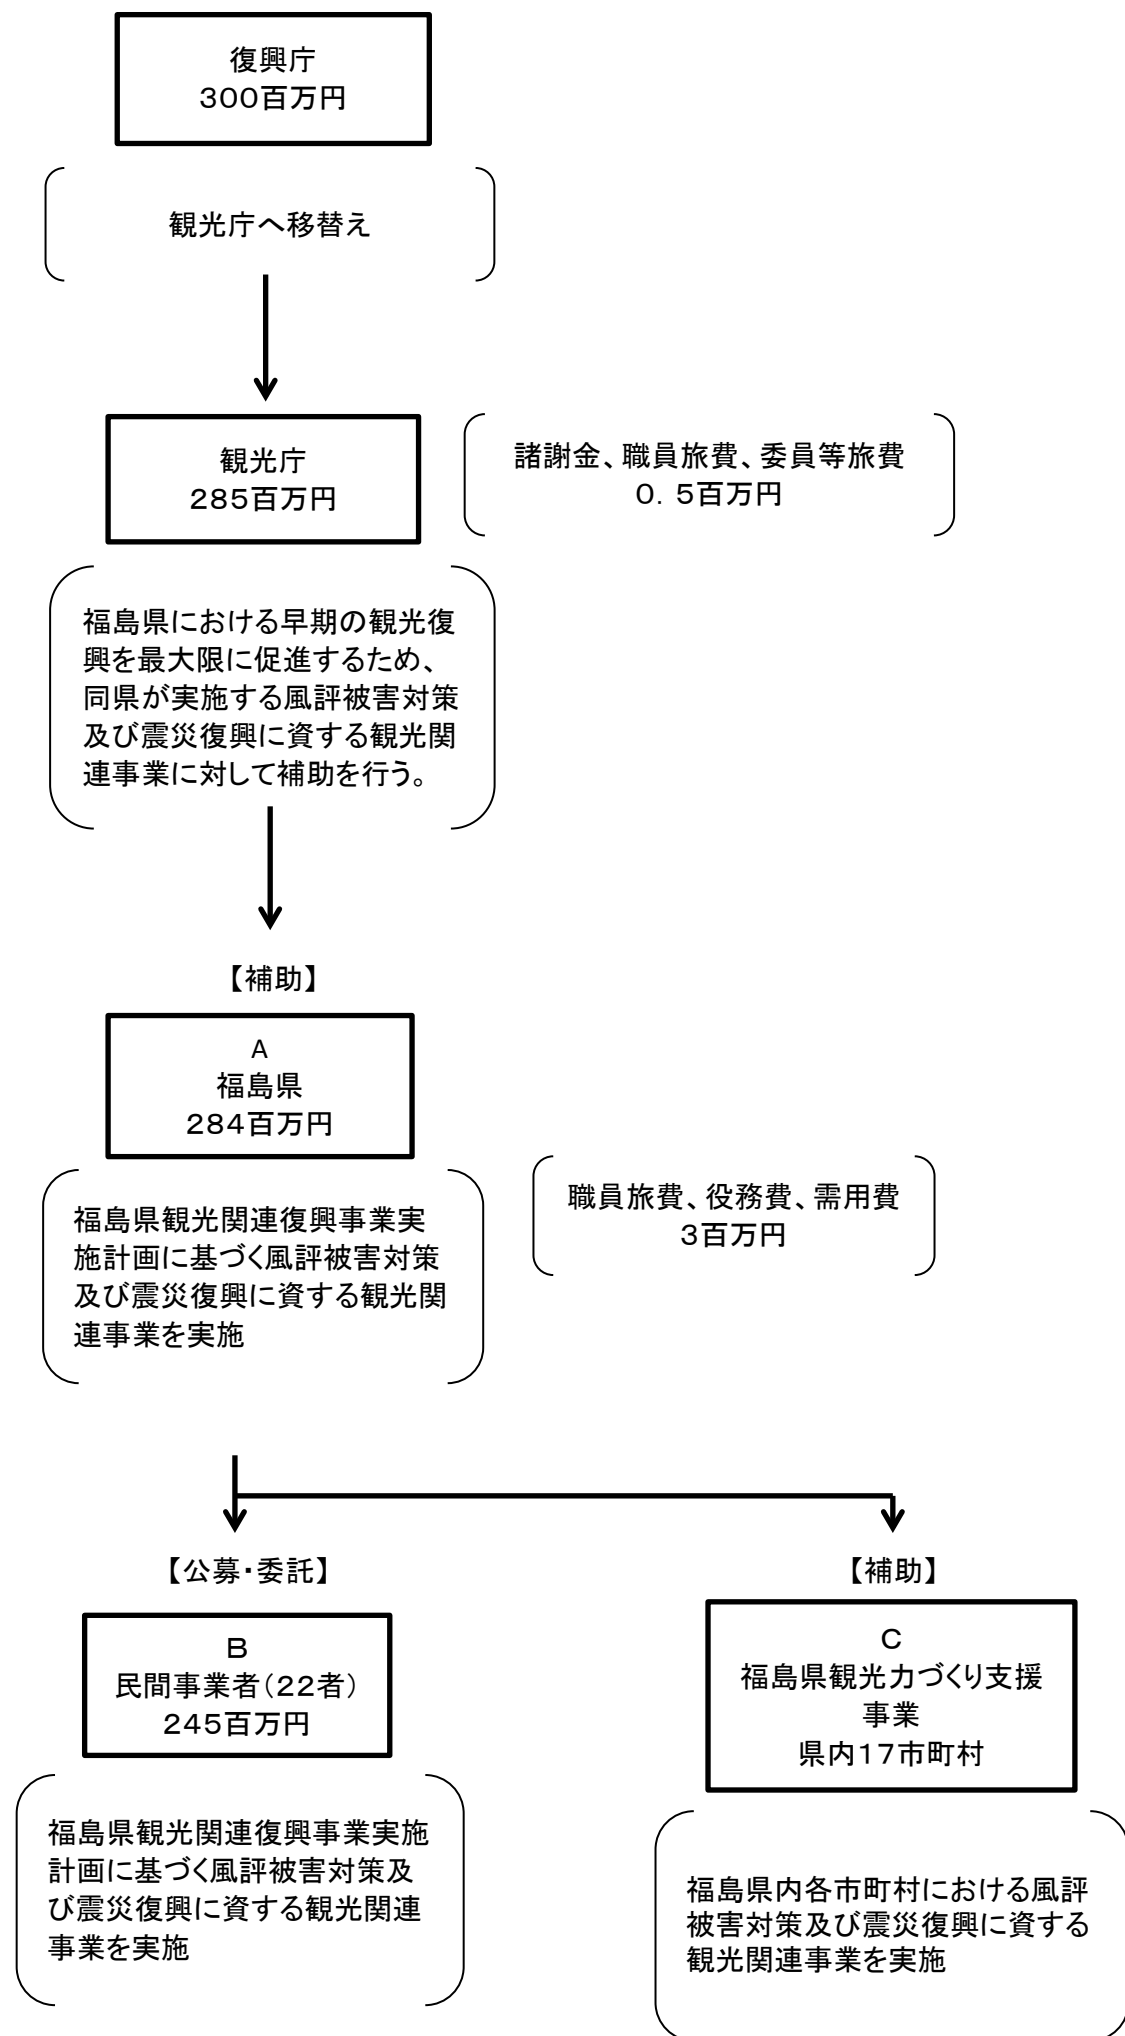 復興庁
３００百万円
観光庁へ移替え
観光庁
２８５百万円
諸謝金、職員旅費、委員等旅費
０．５百万円
福島県における早期の観光復
興を最大限に促進するため、
同県が実施する風評被害対策
及び震災復興に資する観光関
連事業に対して補助を行う。
【補助】
A
福島県
２８４百万円
職員旅費、役務費、需用費
３百万円
福島県観光関連復興事業実
施計画に基づく風評被害対策
及び震災復興に資する観光関
連事業を実施
【公募・委託】
B
民間事業者（２２者）
２４５百万円
福島県観光関連復興事業実施
計画に基づく風評被害対策及
び震災復興に資する観光関連
事業を実施
【補助】
C
福島県観光力づくり支援
事業
県内１７市町村
福島県内各市町村における風評
被害対策及び震災復興に資する
観光関連事業を実施